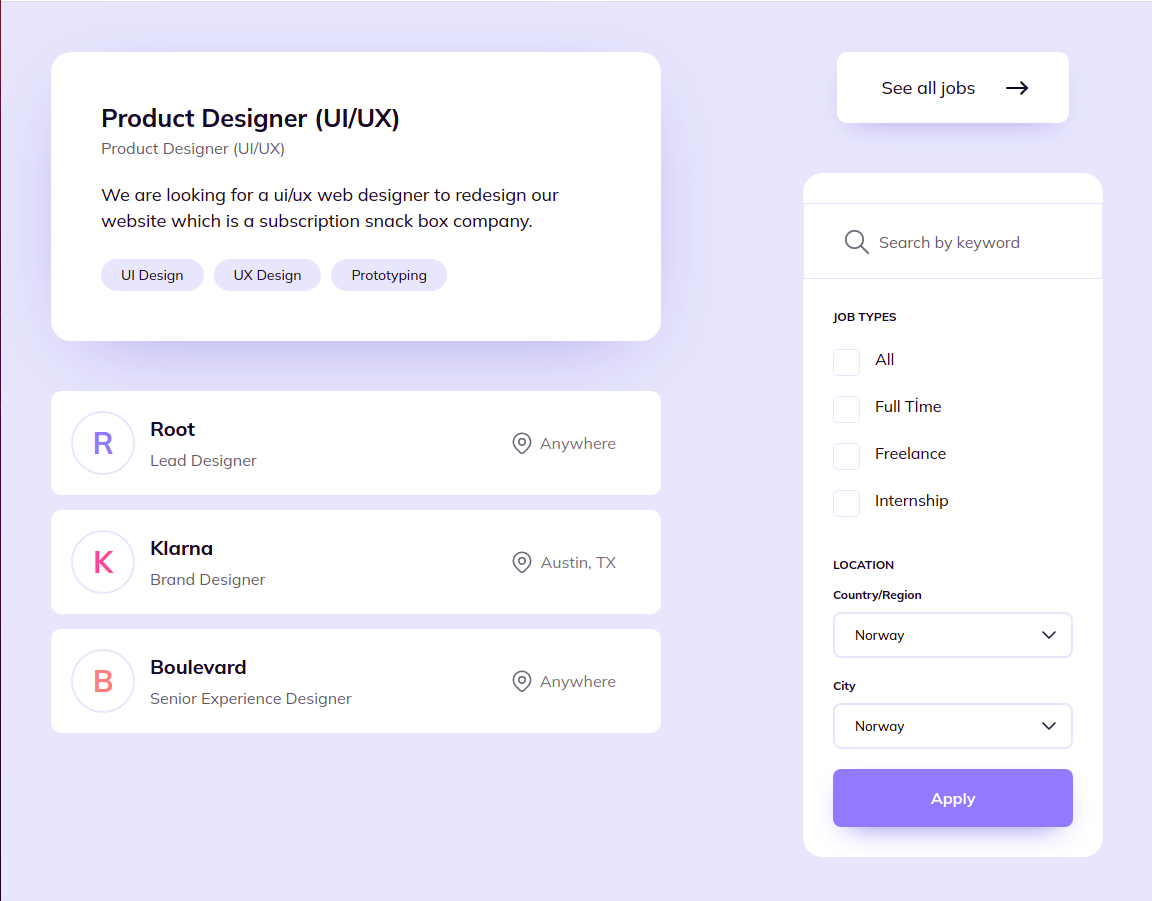 Product Designer (UI/UX)
Product Designer (UI/UX)
We are looking for a ui/ux web designer to redesign our
website which is a subscription snack box company.
UI Design
UX Design
Prototyping
R
Root
Lead Designer
Anywhere
K
Klarna
Brand Designer
Austin, TX
B
Boulevard
Senior Experience Designer
Anywhere
See all jobs
Search by keyword
JOB TYPES
All
Full Tİme
Freelance
Internship
LOCATION
Country/Region
Norway
City
Norway
Apply